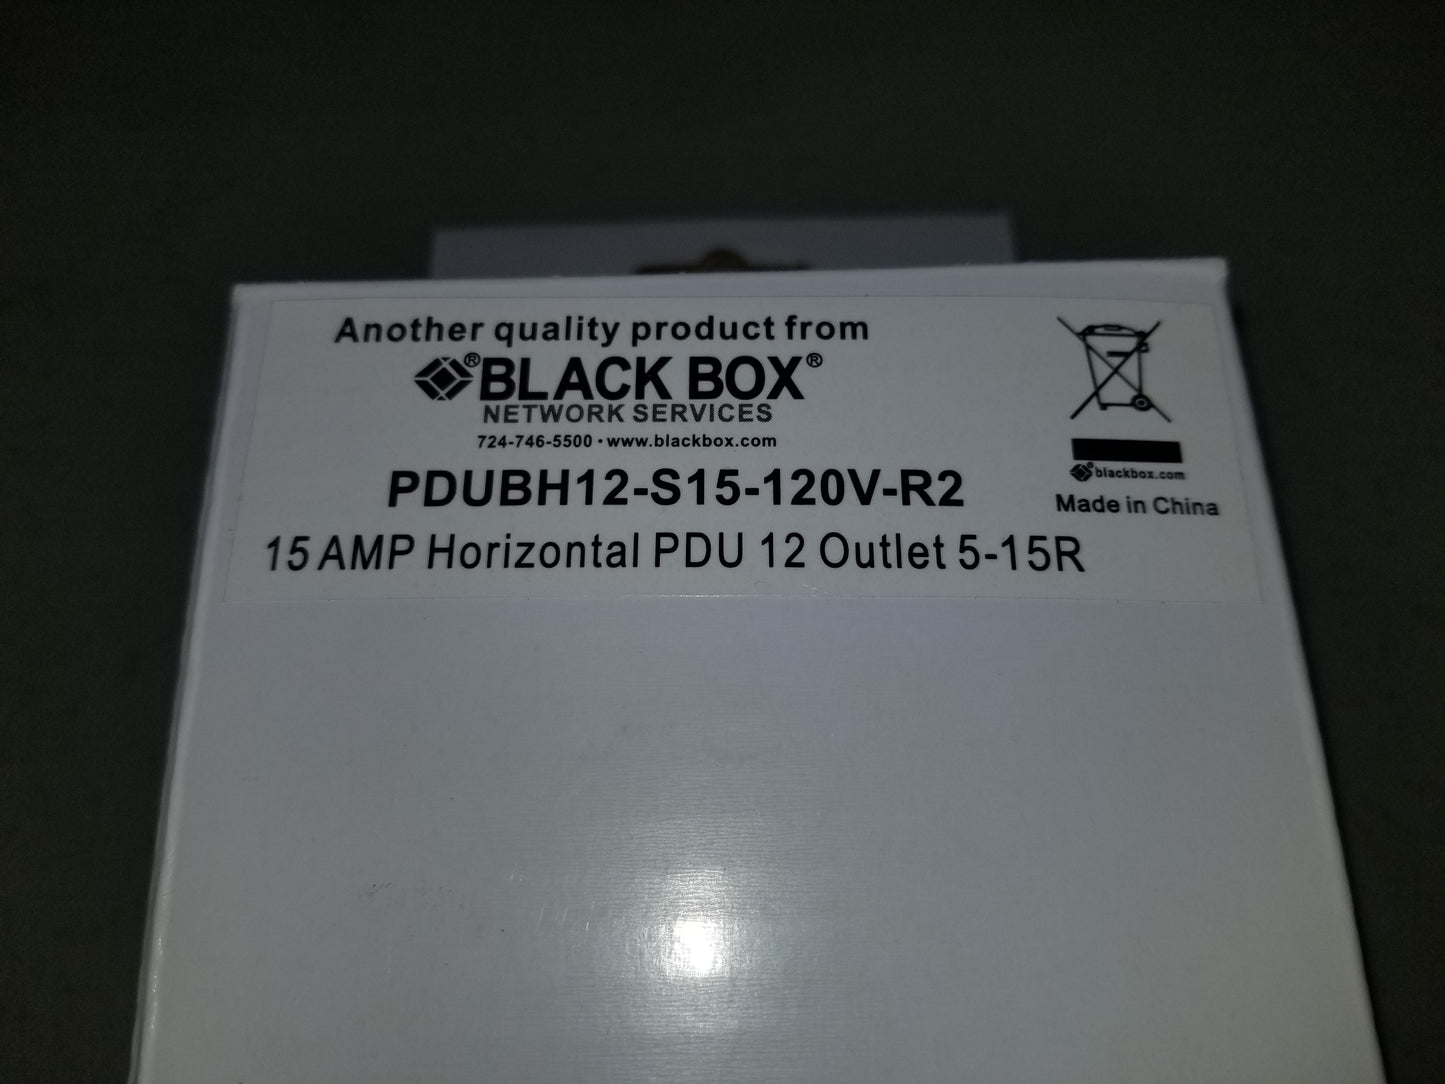 Another quality product from
®BLACK BOX®
NETWORK SERVICES
724-746-5500 • www.blackbox.com
PDUBH12-S15-120V-R2
15 AMP Horizontal PDU 12 Outlet 5-15R
® blackbox.com
Made in China